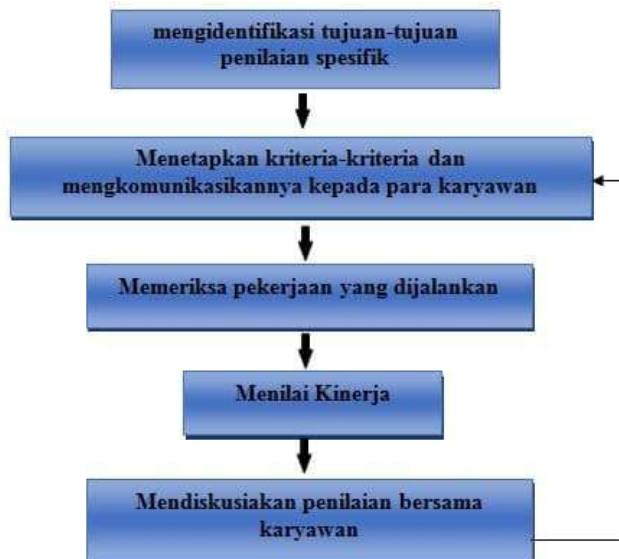 mengidentifikasi tujuan-tujuan
penilaian spesifik
Menetapkan kriteria-kriteria dan
mengkomunikasikannya kepada para karyawan
Memeriksa pekerjaan yang dijalankan
Menilai Kinerja
Mendiskusiakan penilaian bersama
karyawan